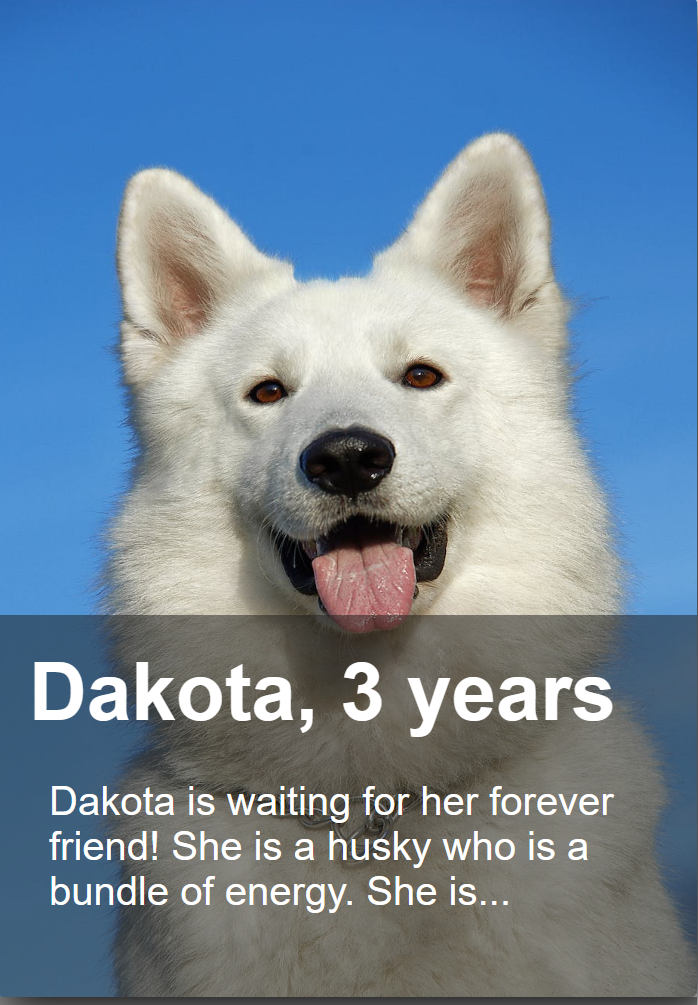 Dakota, 3 years
Dakota is waiting for her forever
friend! She is a husky who is a
bundle of energy. She is...